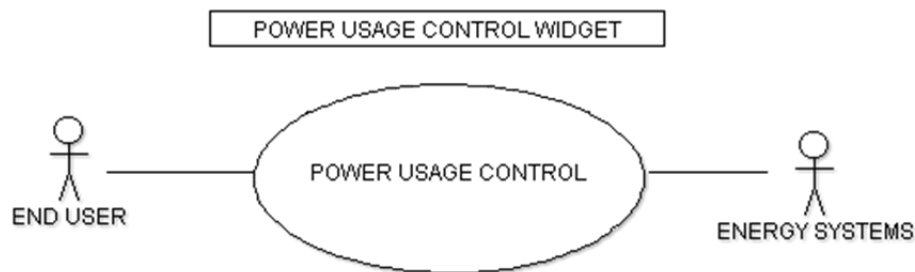 POWER USAGE CONTROL WIDGET
POWER USAGE CONTROL
END USER
ENERGY SYSTEMS